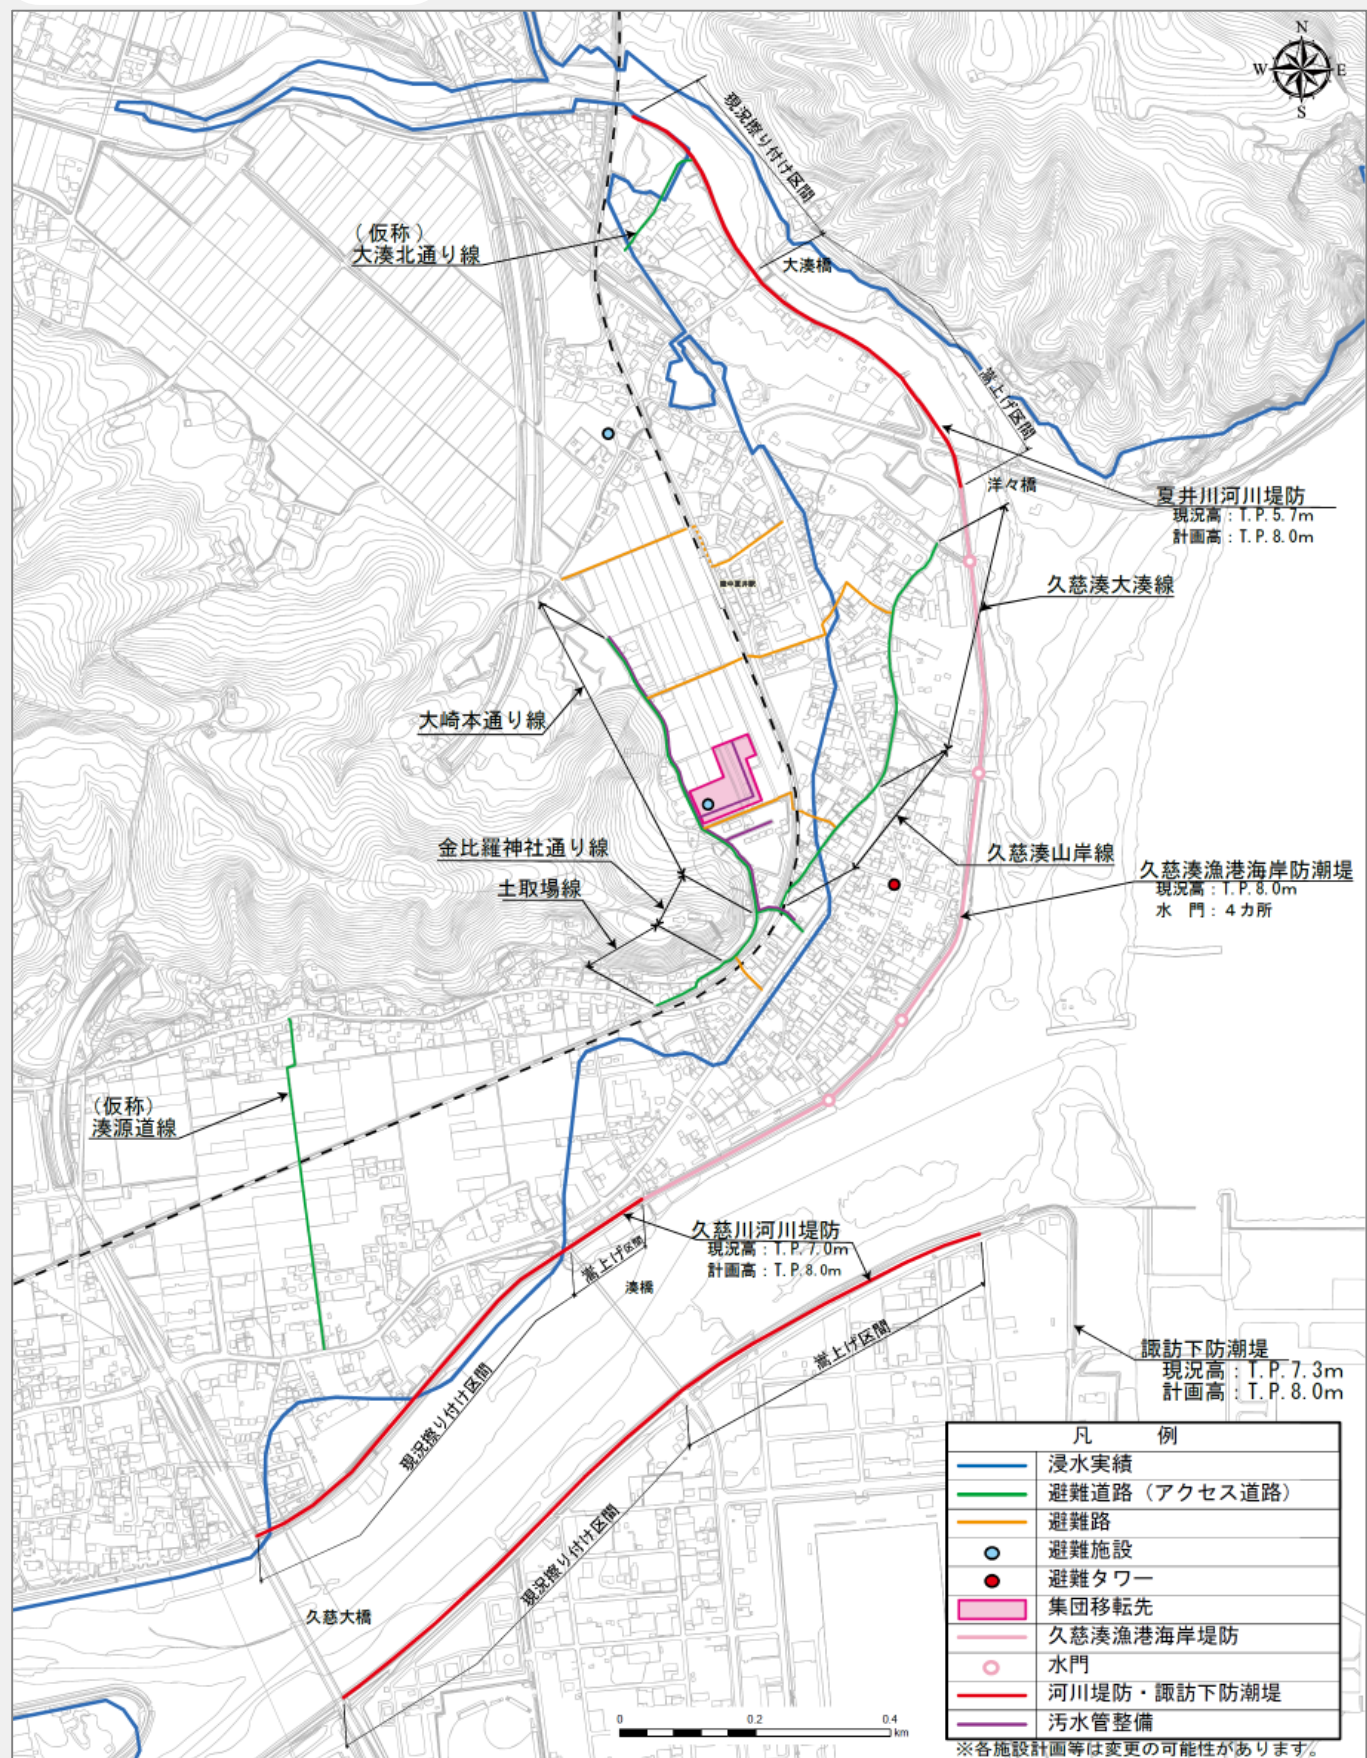 N
W E
S
現況擦り付け区間
(仮称)
大湊北通り線
大湊橋
嵩上げ区間
洋々橋
夏井川河川堤防
現況高：T.P.5.7m
計画高：T.P.8.0m
陸中夏井駅
久慈湊大湊線
大崎本通り線
金比羅神社通り線
土取場線
久慈湊山岸線
久慈湊漁港海岸防潮堤
現況高：T.P.8.0m
水　門：４カ所
(仮称)
湊源道線
久慈川河川堤防
現況高：T.P.7.0m
計画高：T.P.8.0m
嵩上げ区間
湊橋
嵩上げ区間
諏訪下防潮堤
現況高：T.P.7.3m
計画高：T.P.8.0m
現況擦り付け区間
現況擦り付け区間
久慈大橋
凡　例
浸水実績
避難道路（アクセス道路）
避難路
避難施設
避難タワー
集団移転先
久慈湊漁港海岸堤防
水門
河川堤防・諏訪下防潮堤
汚水管整備
0 0.2 0.4
km
※各施設計画等は変更の可能性があります。